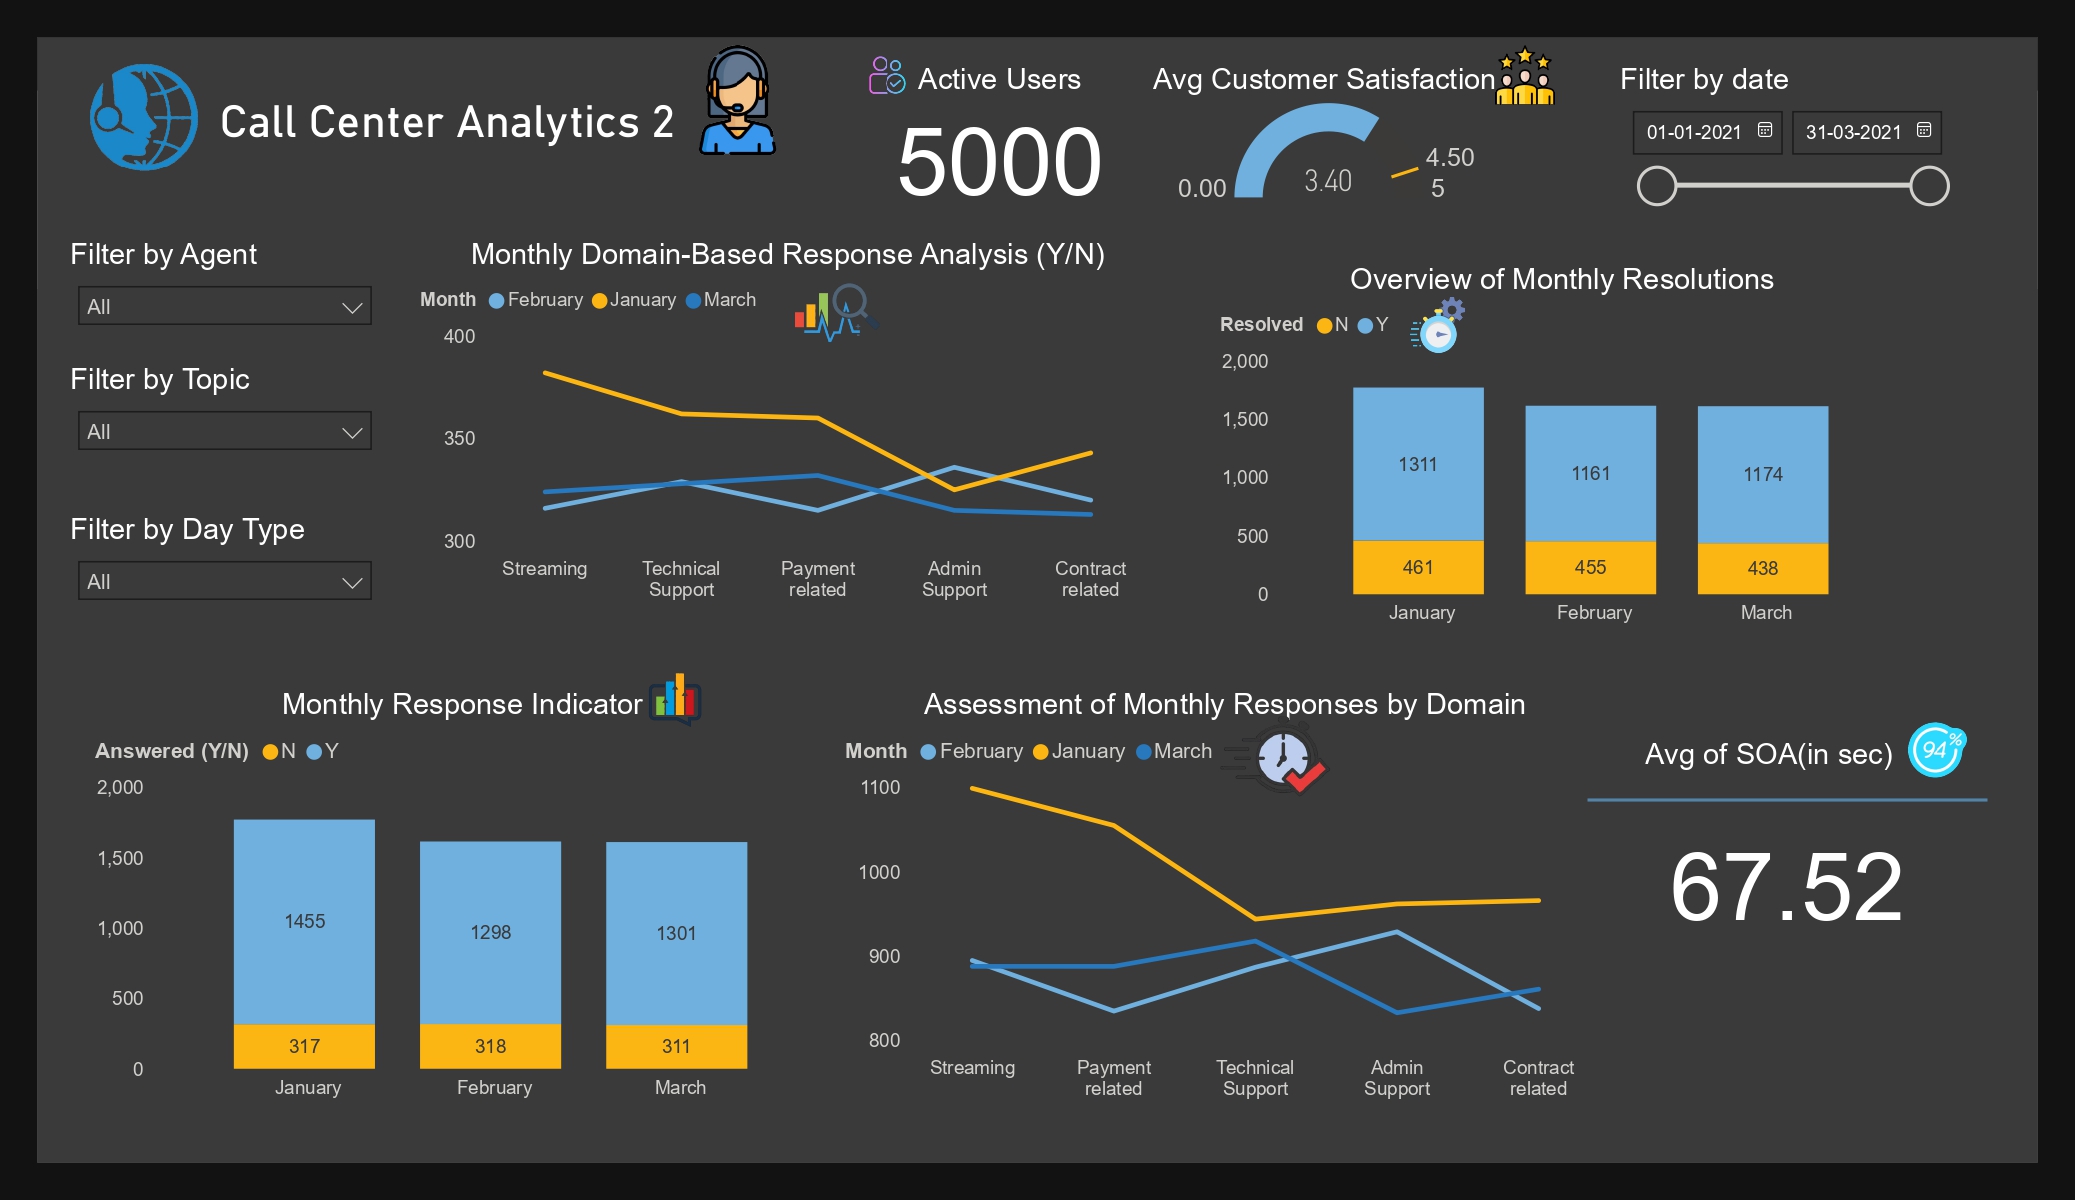 Call Center Analytics 2
Active Users
5000
Avg Customer Satisfaction
0.00
3.40
4.50
5
Filter by date
01-01-2021
31-03-2021
Filter by Agent
All
Filter by Topic
All
Filter by Day Type
All
Monthly Domain-Based Response Analysis (Y/N)
Month February January March
400
350
300
Streaming
Technical Support
Payment related
Admin Support
Contract related
Overview of Monthly Resolutions
Resolved N Y
2,000
1,500
1,000
500
0
1311
1161
1174
461
455
438
January
February
March
Monthly Response Indicator
Answered (Y/N) N Y
2,000
1,500
1,000
500
0
1455
1298
1301
317
318
311
January
February
March
Assessment of Monthly Responses by Domain
Month February January March
1100
1000
900
800
Streaming
Payment related
Technical Support
Admin Support
Contract related
Avg of SOA(in sec)
94%
67.52